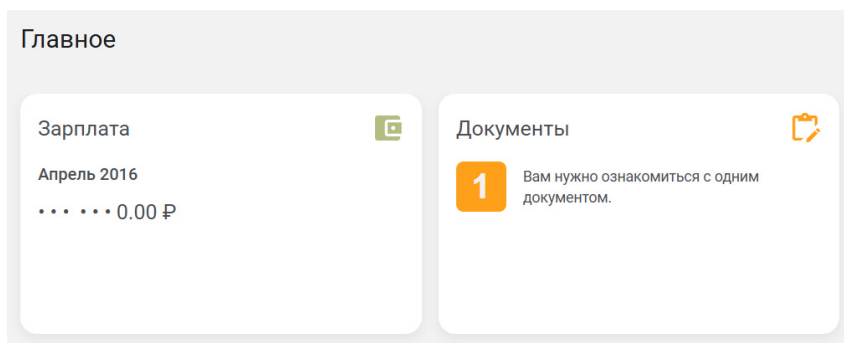 Главное
Зарплата
Апрель 2016
• • • • • • 0.00 ₽
Документы
1
Вам нужно ознакомиться с одним
документом.